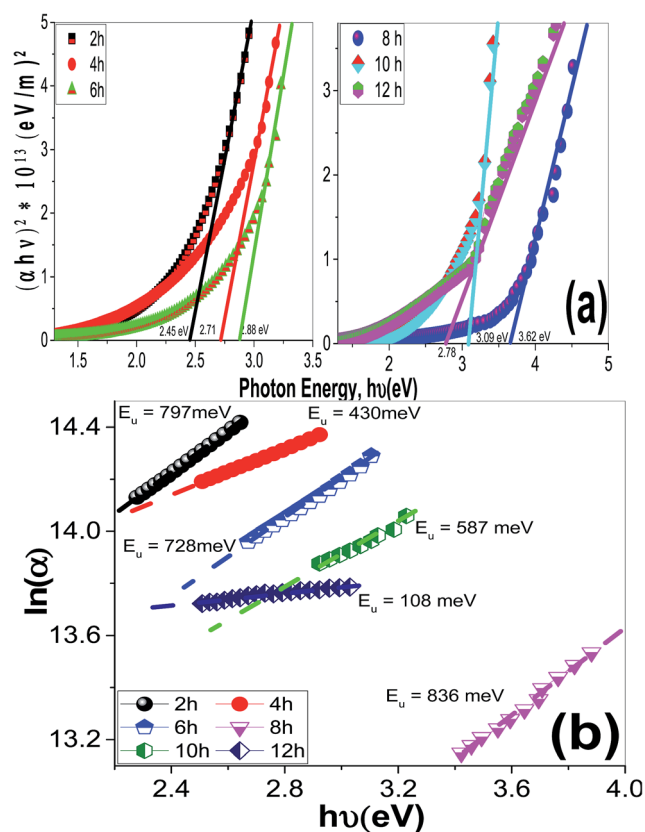 (αhν)² * 10¹³ (eV/m)²
5
4
3
2
1
0
2h
4h
6h
2.45 eV
2.71
2.88 eV
1.5
2.0
2.5
3.0
3.5
3
2
1
0
8 h
10 h
12 h
(a)
2.78
3.09 eV
3.62 eV
2
3
4
5
Photon Energy, hυ(eV)
ln(α)
14.4
14.0
13.6
13.2
Eᵤ = 797meV
Eᵤ = 430meV
Eᵤ = 728meV
Eᵤ = 587 meV
Eᵤ = 108 meV
Eᵤ = 836 meV
2h 4h
6h 8h
10h 12h
(b)
2.4 2.8 3.2 3.6 4.0
hυ(eV)